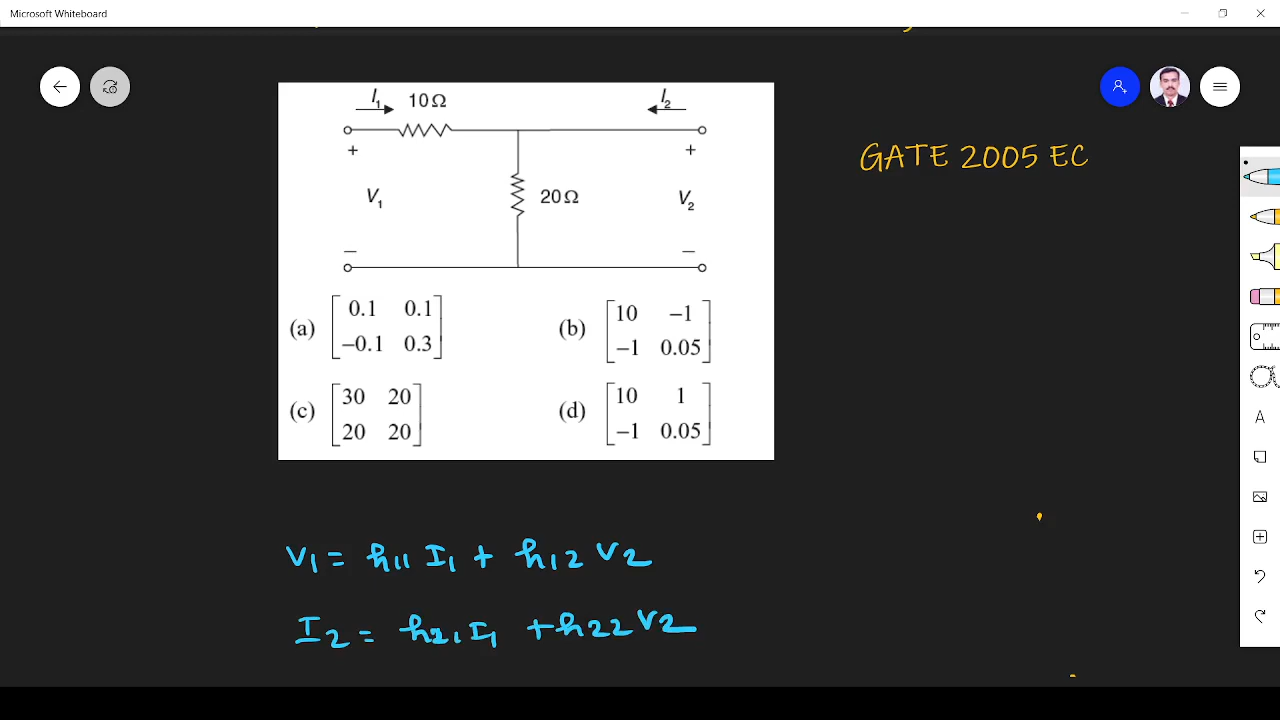 Microsoft Whiteboard
I₁ 10 Ω I₂
GATE 2005 EC
+ +
V₁ 20 Ω V₂
− −
(a) [0.1 0.1
−0.1 0.3]
(b) [10 −1
−1 0.05]
(c) [30 20
20 20]
(d) [10 1
−1 0.05]
V₁ = h₁₁ I₁ + h₁₂ V₂
I₂ = h₂₁ I₁ + h₂₂ V₂
A